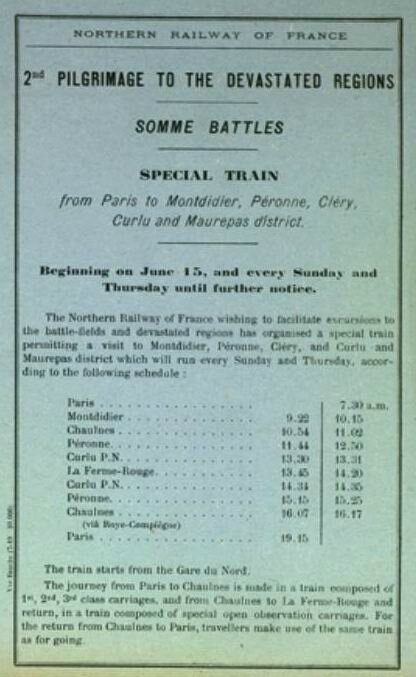 NORTHERN RAILWAY OF FRANCE
2nd PILGRIMAGE TO THE DEVASTATED REGIONS
SOMME BATTLES
SPECIAL TRAIN
from Paris to Montdidier, Péronne, Cléry,
Curlu and Maurepas district.
Beginning on June 15, and every Sunday and
Thursday until further notice.
The Northern Railway of France wishing to facilitate excursions to
the battle-fields and devastated regions has organised a special train
permitting a visit to Montdidier, Péronne, Cléry, and Curlu and
Maurepas district which will run every Sunday and Thursday, accor-
ding to the following schedule :
Paris . . . . . . . . . . . . . . . 7.30 a.m.
Montdidier . . . . . . . . . . . . 9.22 10.15
Chaulnes . . . . . . . . . . . . . 10.54 11.02
Péronne. . . . . . . . . . . . . . 11.44 12.50
Curlu P.N. . . . . . . . . . . . . 13.30 13.31
La Ferme-Rouge. . . . . . . . . . 13.45 14.20
Curlu P.N. . . . . . . . . . . . . 14.34 14.35
Péronne. . . . . . . . . . . . . . 15.15 15.25
Chaulnes . . . . . . . . . . . . . 16.07 16.17
(viâ Roye-Compiègne)
Paris . . . . . . . . . . . . . . . 19.15
The train starts from the Gare du Nord.
The journey from Paris to Chaulnes is made in a train composed of
1st, 2nd, 3rd class carriages, and from Chaulnes to La Ferme-Rouge and
return, in a train composed of special open observation carriages. For
the return from Chaulnes to Paris, travellers make use of the same train
as for going.